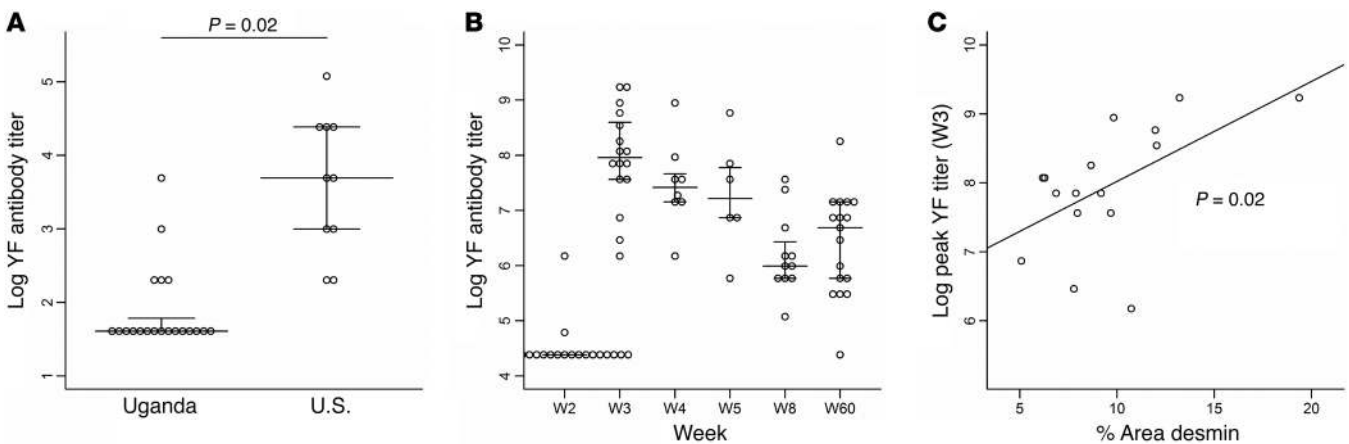 A
P = 0.02
Log YF antibody titer
5
4
3
2
1
Uganda
U.S.
B
Log YF antibody titer
10
9
8
7
6
5
4
W2
W3
W4
W5
W8
W60
Week
C
Log peak YF titer (W3)
10
9
8
7
6
P = 0.02
5
10
15
20
% Area desmin